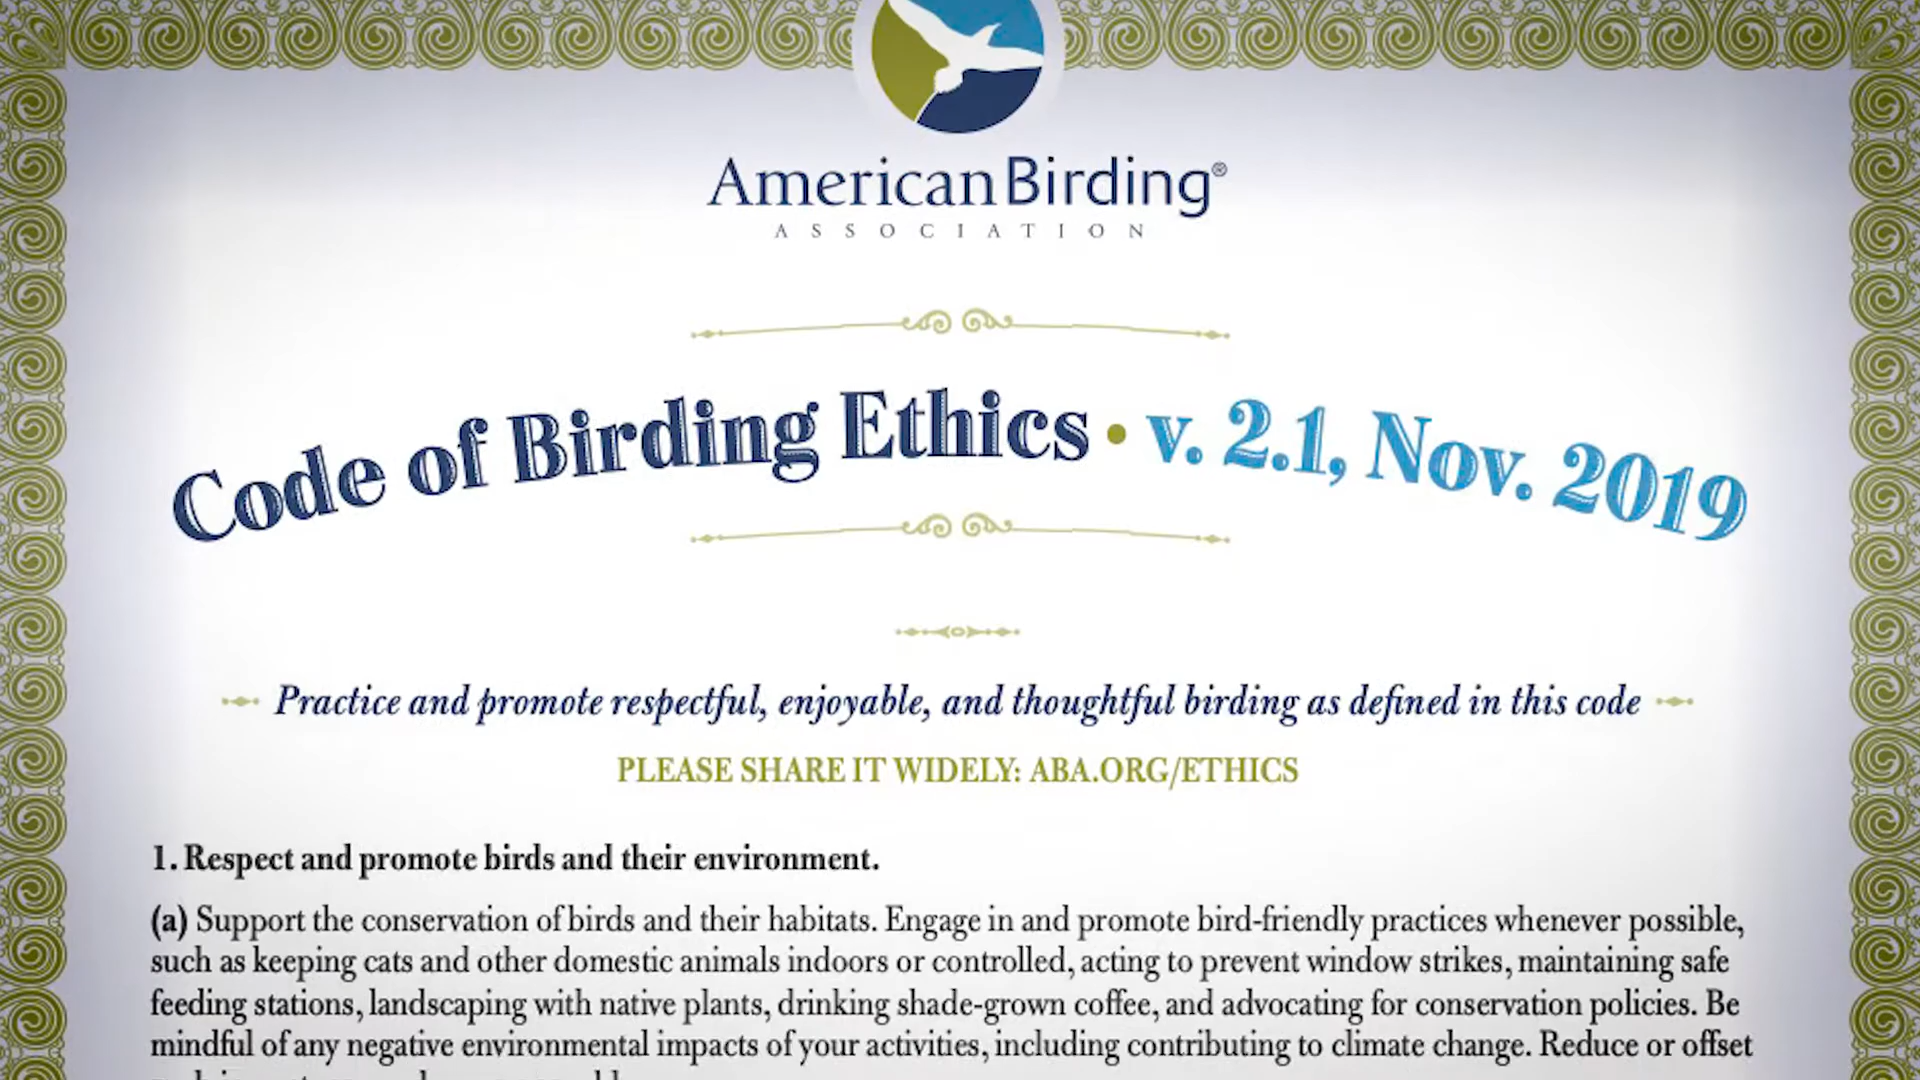 American Birding®
ASSOCIATION
Code of Birding Ethics • v. 2.1, Nov. 2019
Practice and promote respectful, enjoyable, and thoughtful birding as defined in this code
PLEASE SHARE IT WIDELY: ABA.ORG/ETHICS
1. Respect and promote birds and their environment.
(a) Support the conservation of birds and their habitats. Engage in and promote bird-friendly practices whenever possible,
such as keeping cats and other domestic animals indoors or controlled, acting to prevent window strikes, maintaining safe
feeding stations, landscaping with native plants, drinking shade-grown coffee, and advocating for conservation policies. Be
mindful of any negative environmental impacts of your activities, including contributing to climate change. Reduce or offset